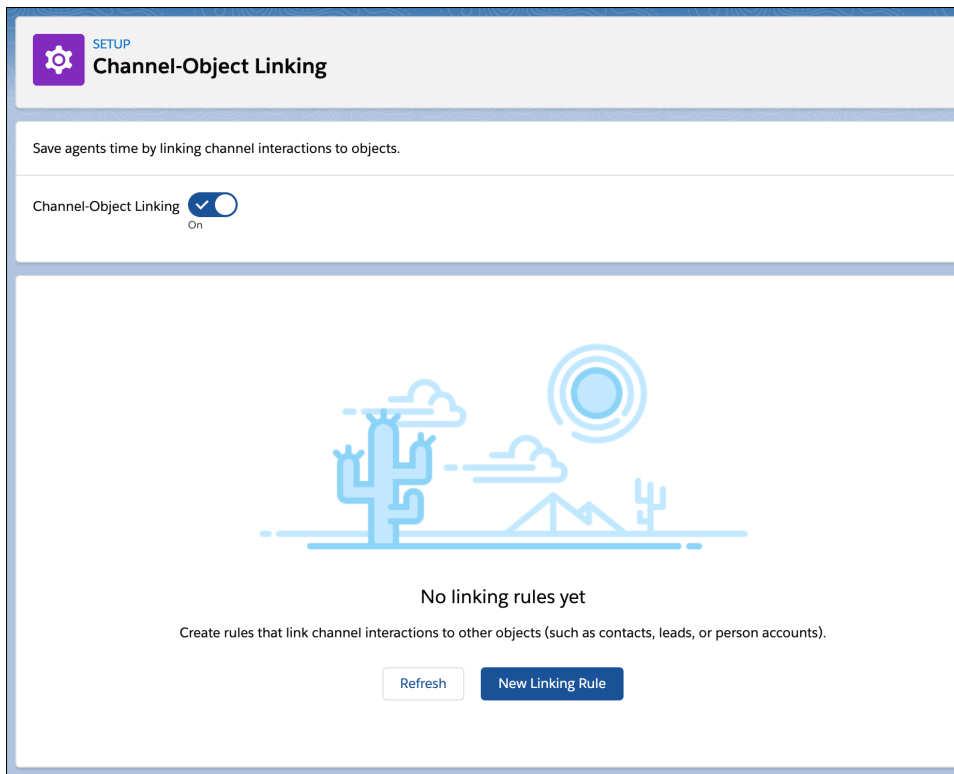 SETUP
Channel-Object Linking
Save agents time by linking channel interactions to objects.
Channel-Object Linking
On
No linking rules yet
Create rules that link channel interactions to other objects (such as contacts, leads, or person accounts).
Refresh
New Linking Rule